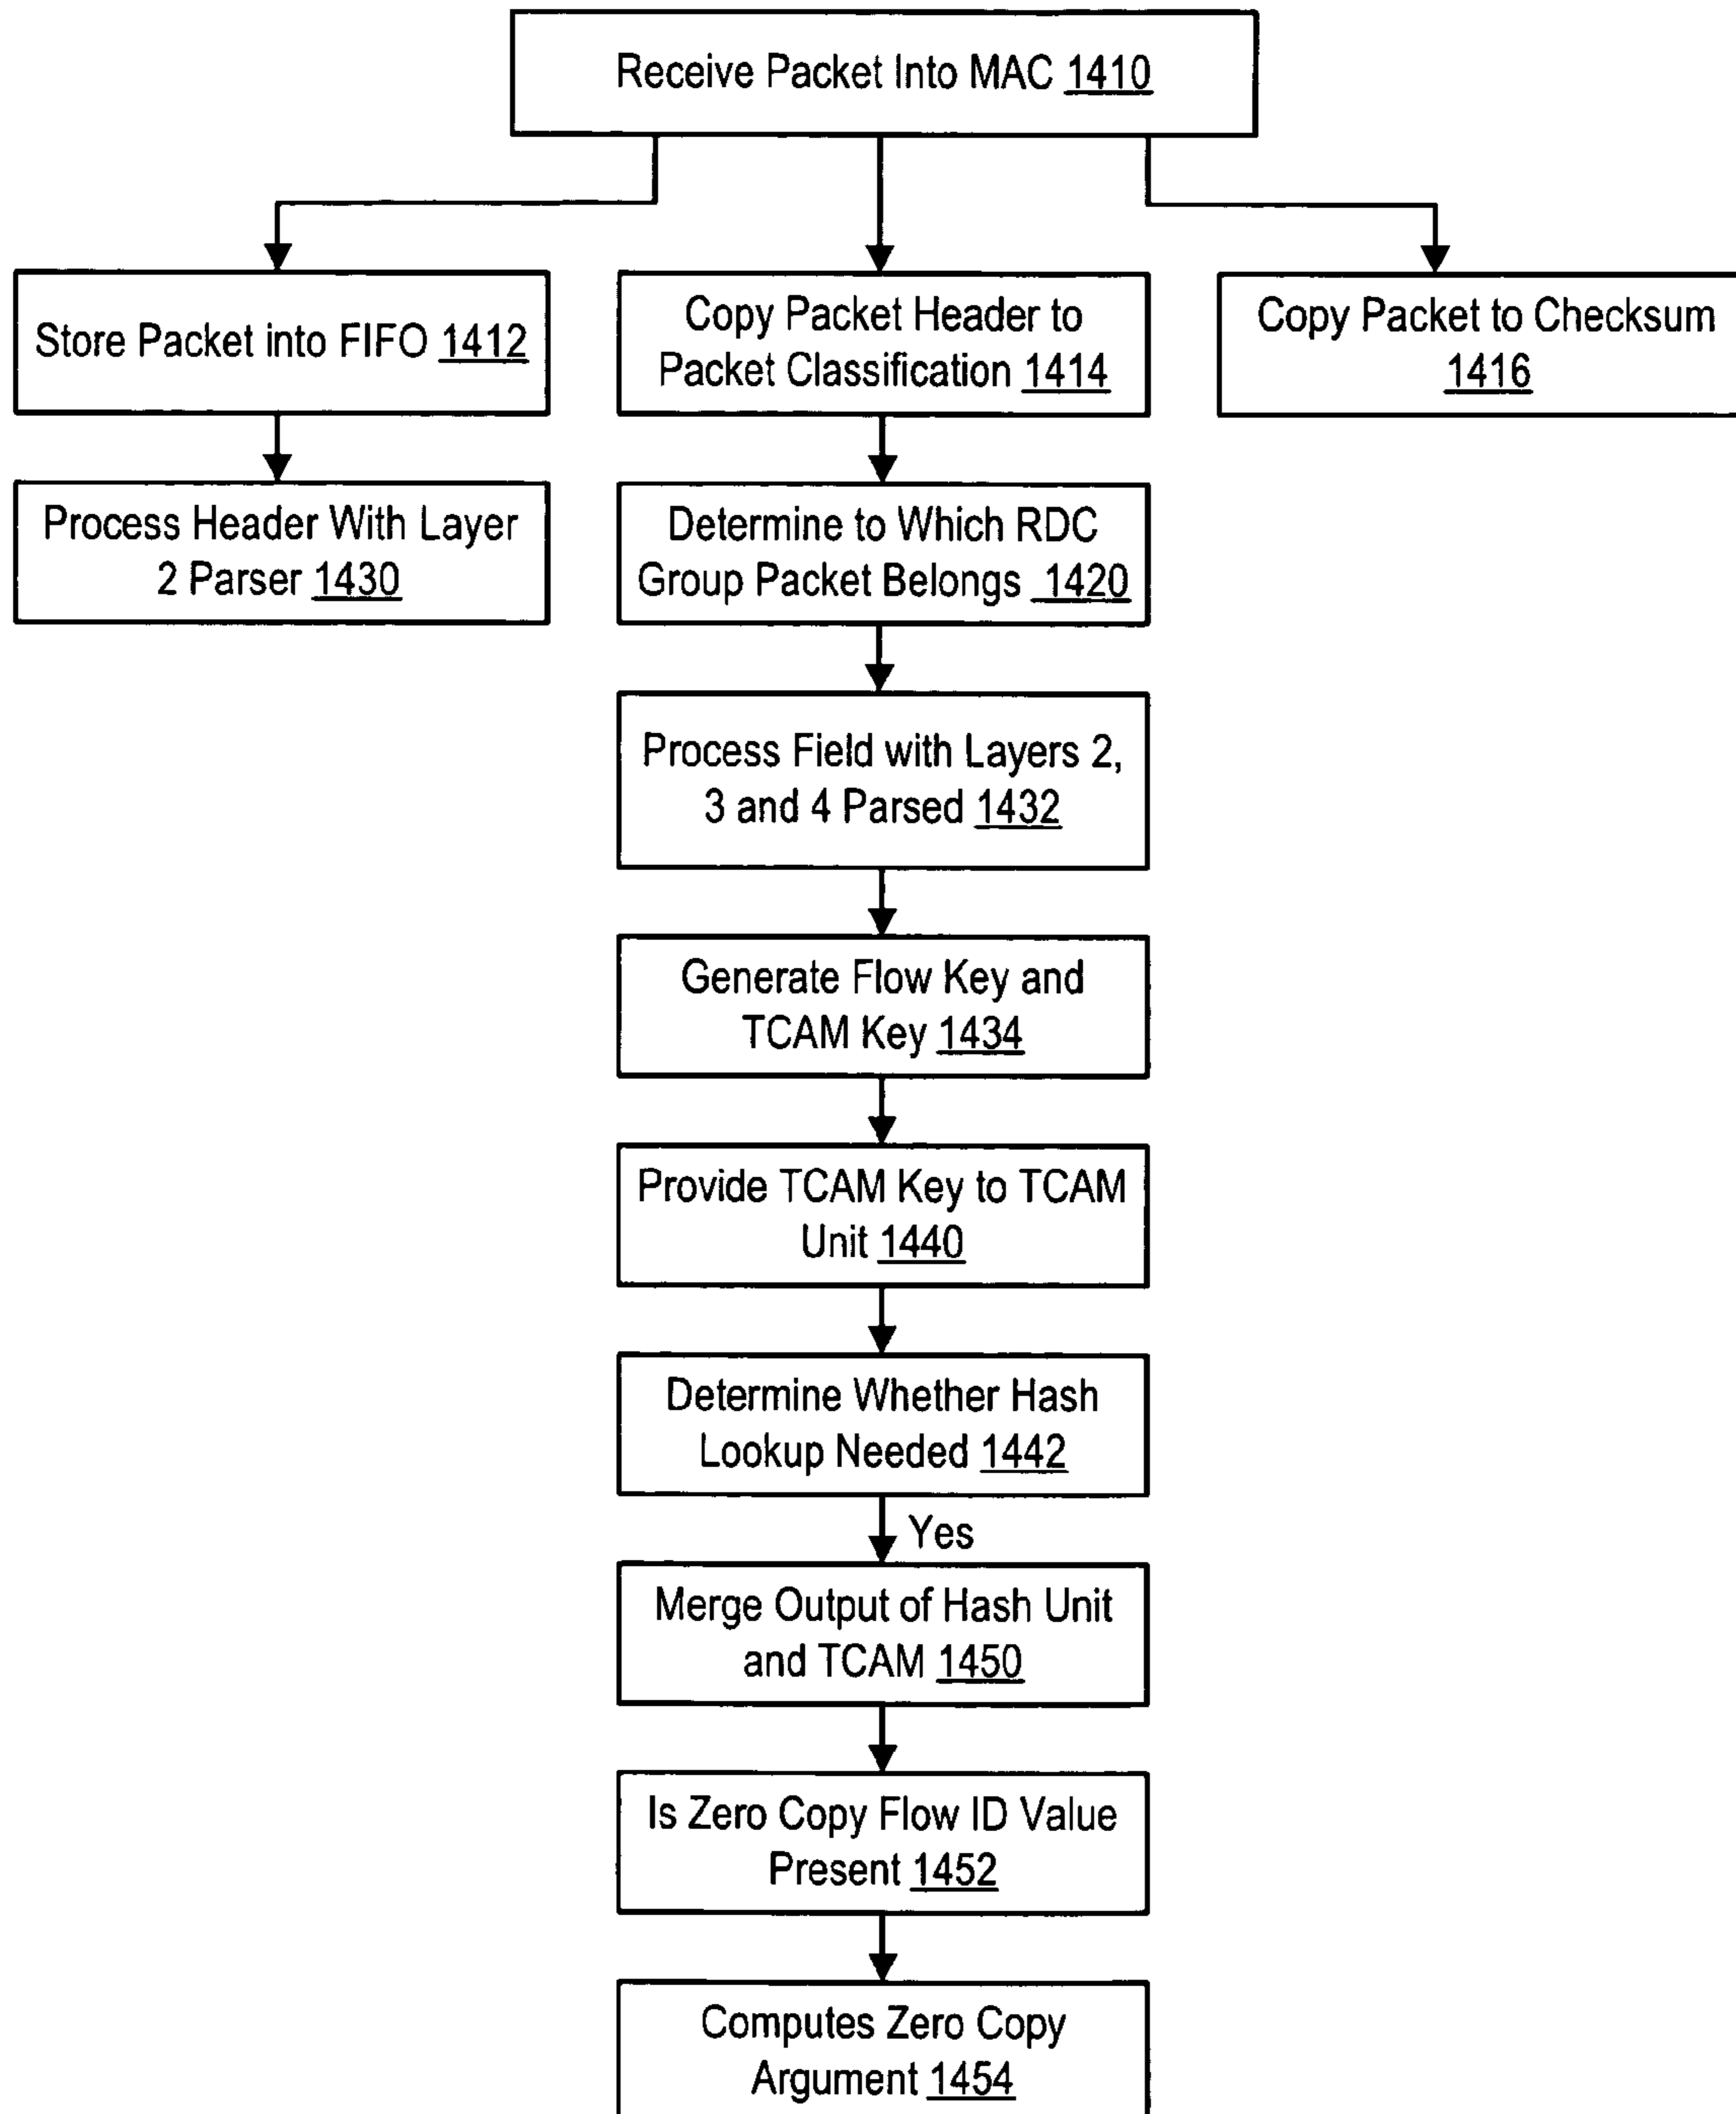 Receive Packet Into MAC 1410
Store Packet into FIFO 1412
Copy Packet Header to
Packet Classification 1414
Copy Packet to Checksum
1416
Process Header With Layer
2 Parser 1430
Determine to Which RDC
Group Packet Belongs 1420
Process Field with Layers 2,
3 and 4 Parsed 1432
Generate Flow Key and
TCAM Key 1434
Provide TCAM Key to TCAM
Unit 1440
Determine Whether Hash
Lookup Needed 1442
Yes
Merge Output of Hash Unit
and TCAM 1450
Is Zero Copy Flow ID Value
Present 1452
Computes Zero Copy
Argument 1454